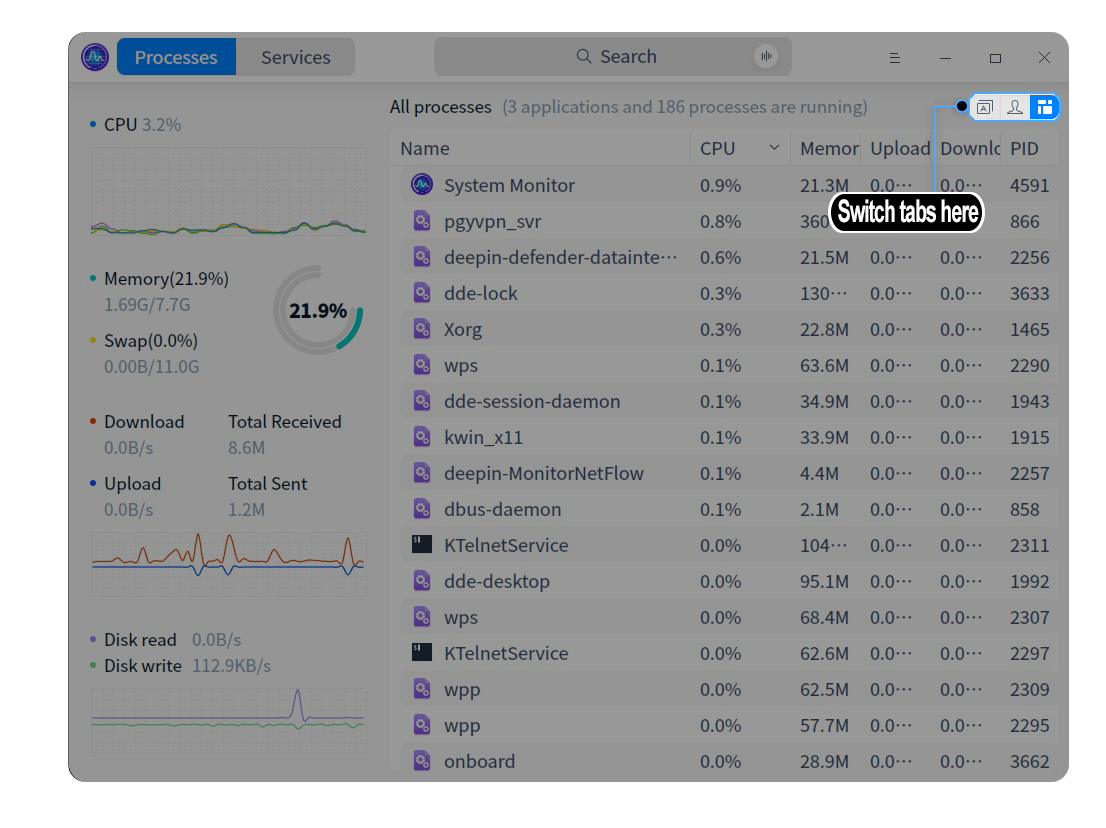 Processes Services Search
All processes (3 applications and 186 processes are running)
CPU 3.2%
Memory(21.9%)
1.69G/7.7G
21.9%
Swap(0.0%)
0.00B/11.0G
Download Total Received
0.0B/s 8.6M
Upload Total Sent
0.0B/s 1.2M
Disk read 0.0B/s
Disk write 112.9KB/s
Switch tabs here
Name CPU Memor Upload Downlc PID
System Monitor 0.9% 21.3M 0.0··· 0.0··· 4591
pgyvpn_svr 0.8% 360 866
deepin-defender-datainte··· 0.6% 21.5M 0.0··· 0.0··· 2256
dde-lock 0.3% 130··· 0.0··· 0.0··· 3633
Xorg 0.3% 22.8M 0.0··· 0.0··· 1465
wps 0.1% 63.6M 0.0··· 0.0··· 2290
dde-session-daemon 0.1% 34.9M 0.0··· 0.0··· 1943
kwin_x11 0.1% 33.9M 0.0··· 0.0··· 1915
deepin-MonitorNetFlow 0.1% 4.4M 0.0··· 0.0··· 2257
dbus-daemon 0.1% 2.1M 0.0··· 0.0··· 858
KTelnetService 0.0% 104··· 0.0··· 0.0··· 2311
dde-desktop 0.0% 95.1M 0.0··· 0.0··· 1992
wps 0.0% 68.4M 0.0··· 0.0··· 2307
KTelnetService 0.0% 62.6M 0.0··· 0.0··· 2297
wpp 0.0% 62.5M 0.0··· 0.0··· 2309
wpp 0.0% 57.7M 0.0··· 0.0··· 2295
onboard 0.0% 28.9M 0.0··· 0.0··· 3662